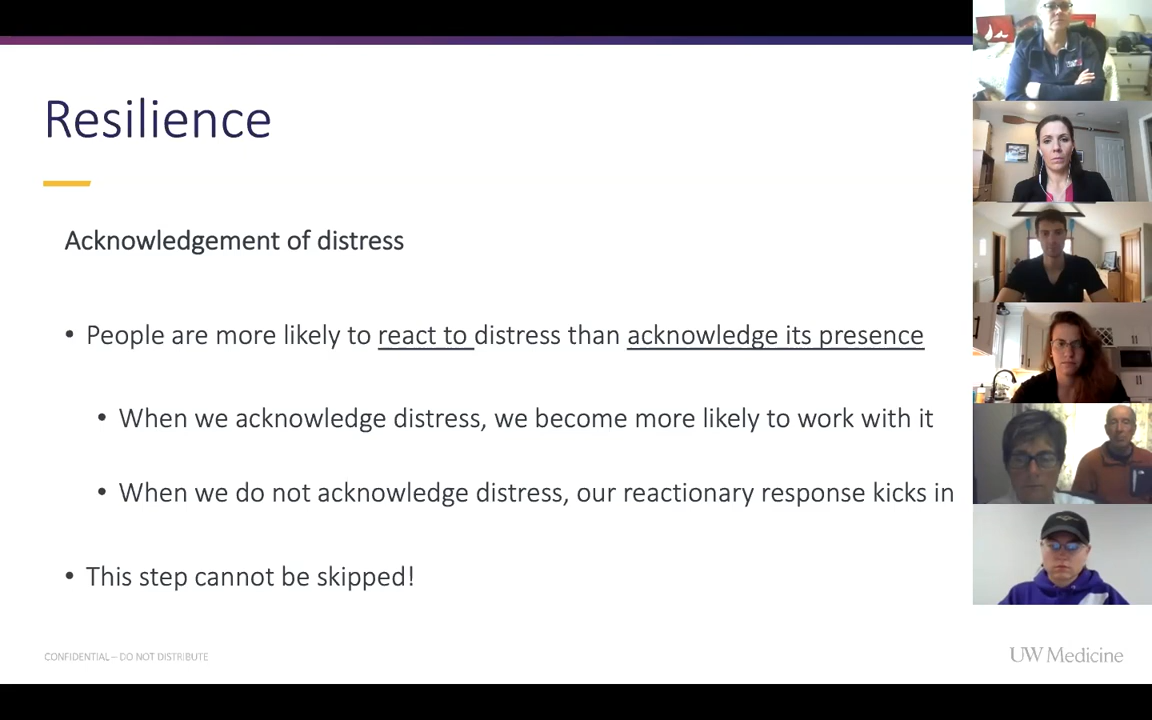 Resilience
Acknowledgement of distress
• People are more likely to react to distress than acknowledge its presence
• When we acknowledge distress, we become more likely to work with it
• When we do not acknowledge distress, our reactionary response kicks in
• This step cannot be skipped!
CONFIDENTIAL – DO NOT DISTRIBUTE
UW Medicine